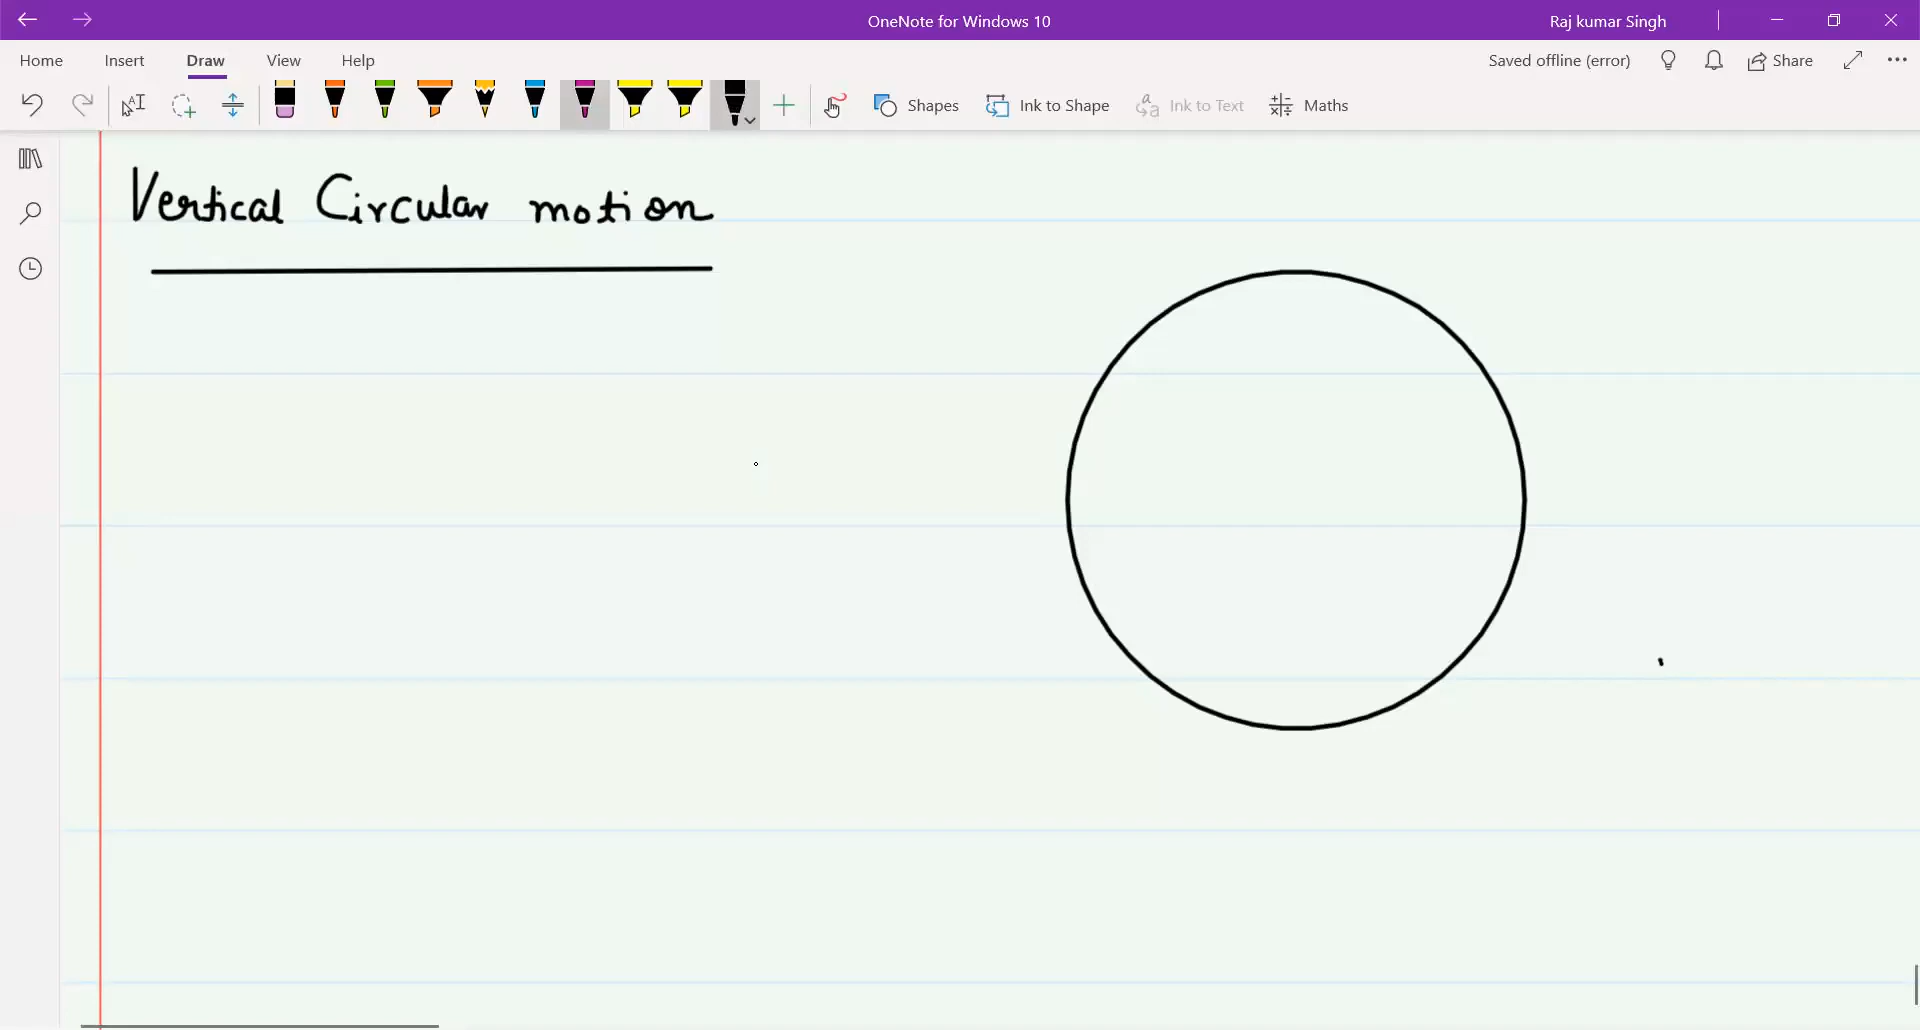 OneNote for Windows 10
Raj kumar Singh
Home Insert Draw View Help
Saved offline (error)
Share
Shapes
Ink to Shape
Ink to Text
Maths
Vertical Circular motion